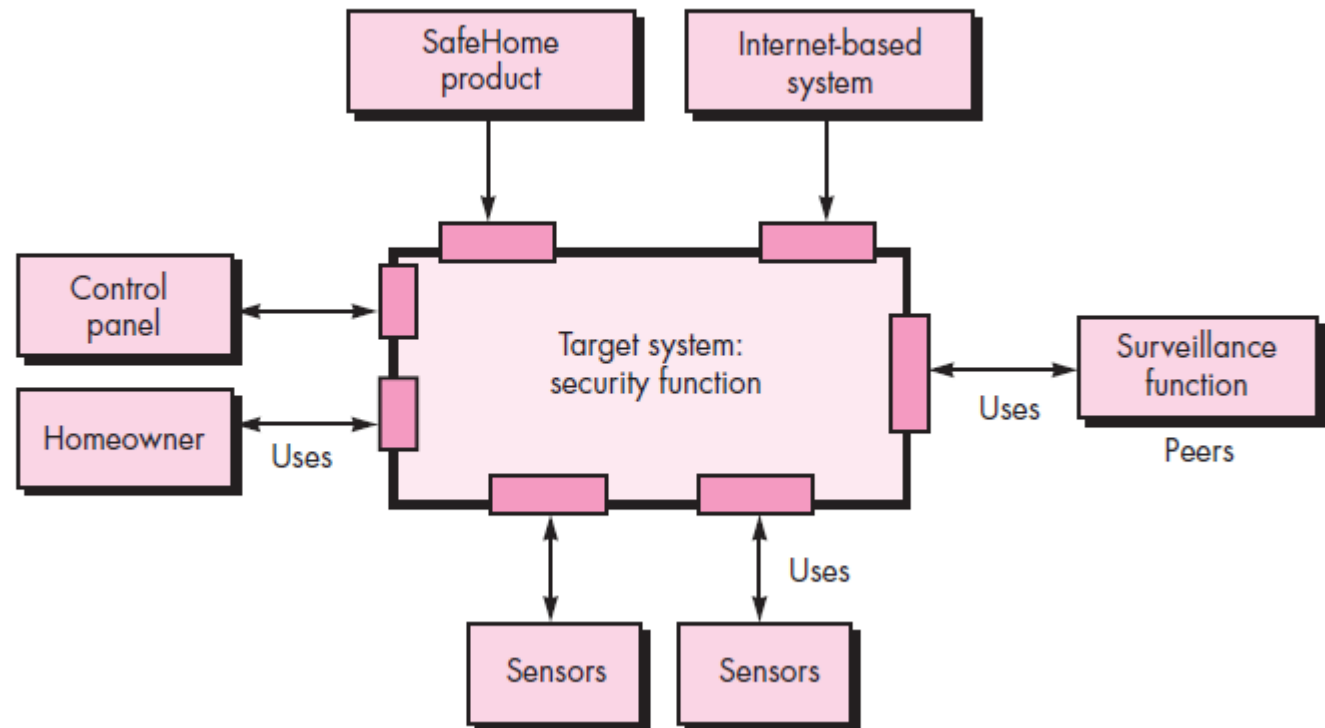 SafeHome
product
Internet-based
system
Control
panel
Target system:
security function
Surveillance
function
Uses
Peers
Homeowner
Uses
Uses
Sensors
Sensors